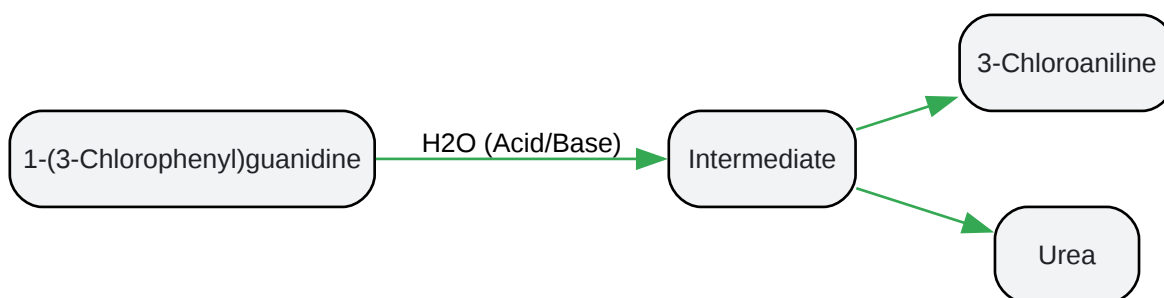 1-(3-Chlorophenyl)guanidine
H2O (Acid/Base)
Intermediate
3-Chloroaniline
Urea